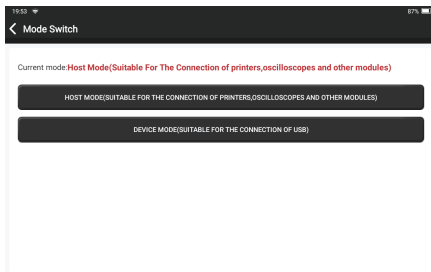 19:53 87%
Mode Switch
Current mode:Host Mode(Suitable For The Connection of printers,oscilloscopes and other modules)
HOST MODE(SUITABLE FOR THE CONNECTION OF PRINTERS,OSCILLOSCOPES AND OTHER MODULES)
DEVICE MODE(SUITABLE FOR THE CONNECTION OF USB)